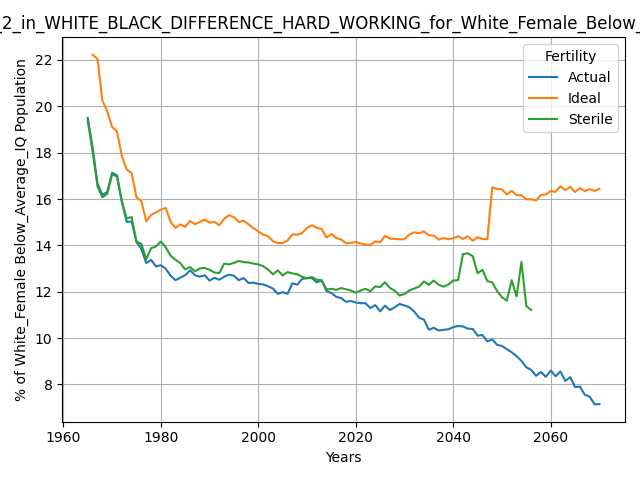 _2_in_WHITE_BLACK_DIFFERENCE_HARD_WORKING_for_White_Female_Below_
% of White_Female Below_Average_IQ Population
22
20
18
16
14
12
10
8
Fertility
Actual
Ideal
Sterile
1960
1980
2000
2020
2040
2060
Years